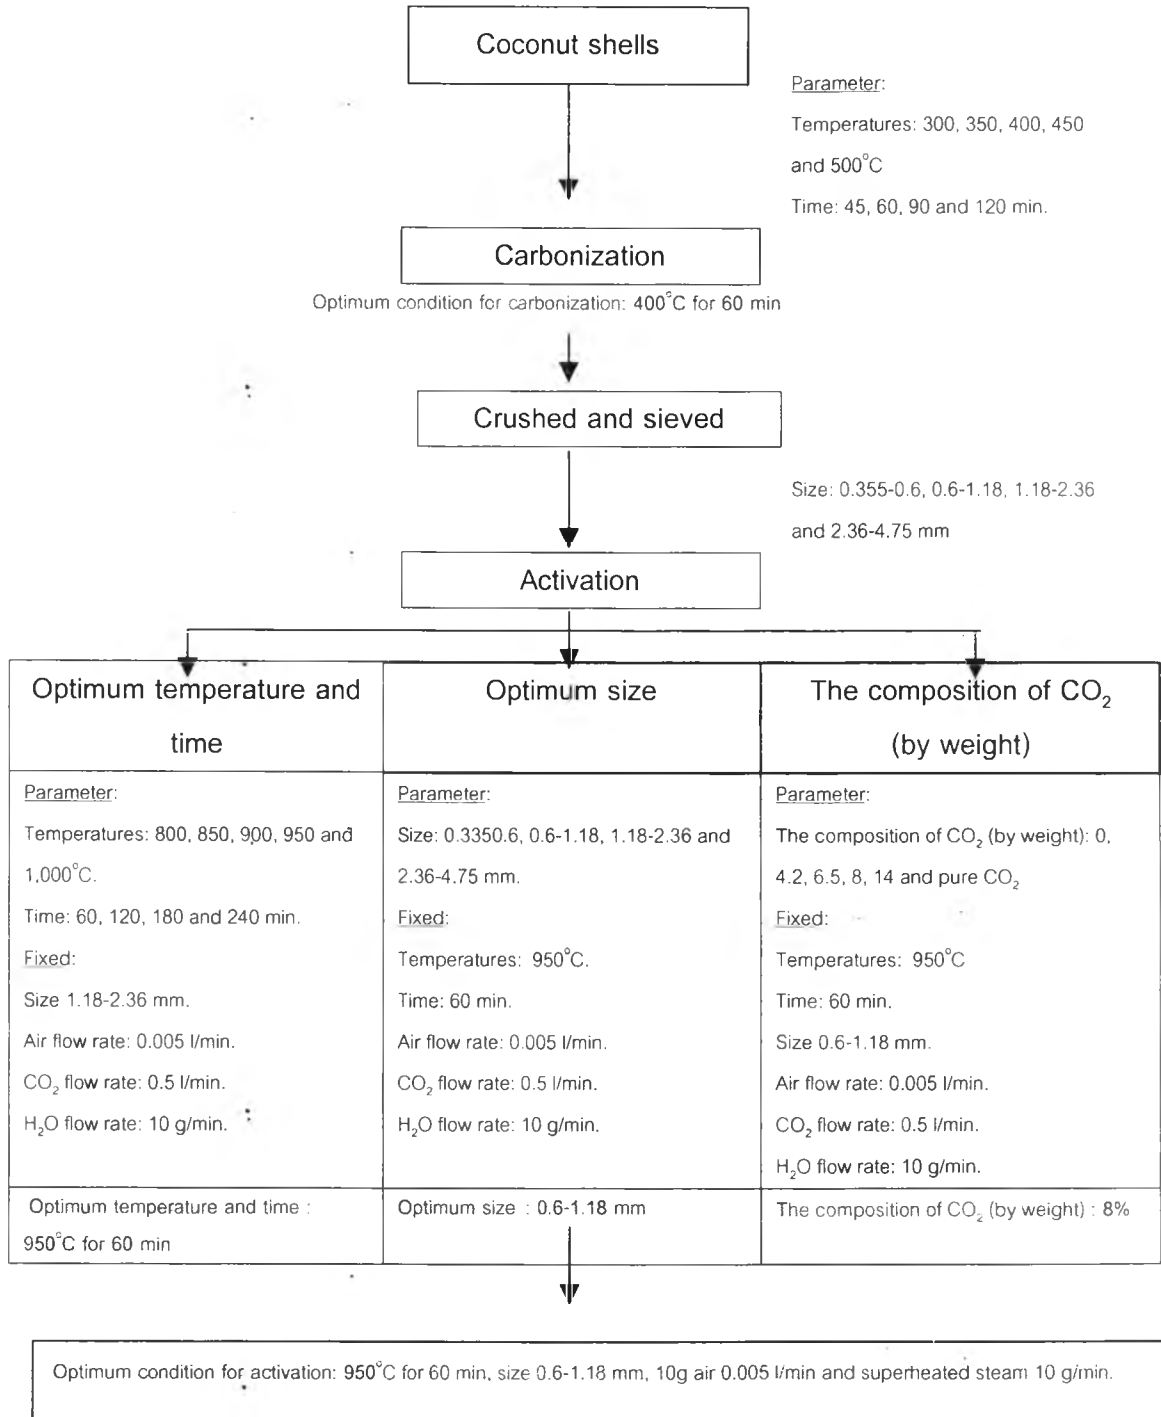 Coconut shells
Parameter:
Temperatures: 300, 350, 400, 450
and 500°C
Time: 45, 60, 90 and 120 min.
Carbonization
Optimum condition for carbonization: 400°C for 60 min
Crushed and sieved
Size: 0.355-0.6, 0.6-1.18, 1.18-2.36
and 2.36-4.75 mm
Activation
Optimum temperature and
time
Parameter:
Temperatures: 800, 850, 900, 950 and
1,000°C.
Time: 60, 120, 180 and 240 min.
Fixed:
Size 1.18-2.36 mm.
Air flow rate: 0.005 l/min.
CO₂ flow rate: 0.5 l/min.
H₂O flow rate: 10 g/min.
Optimum temperature and time :
950°C for 60 min
Optimum size
Parameter:
Size: 0.3350.6, 0.6-1.18, 1.18-2.36 and
2.36-4.75 mm.
Fixed:
Temperatures: 950°C.
Time: 60 min.
Air flow rate: 0.005 l/min.
CO₂ flow rate: 0.5 l/min.
H₂O flow rate: 10 g/min.
Optimum size : 0.6-1.18 mm
The composition of CO₂
(by weight)
Parameter:
The composition of CO₂ (by weight): 0,
4.2, 6.5, 8, 14 and pure CO₂
Fixed:
Temperatures: 950°C
Time: 60 min.
Size 0.6-1.18 mm.
Air flow rate: 0.005 l/min.
CO₂ flow rate: 0.5 l/min.
H₂O flow rate: 10 g/min.
The composition of CO₂ (by weight) : 8%
Optimum condition for activation: 950°C for 60 min, size 0.6-1.18 mm, 10g air 0.005 l/min and superheated steam 10 g/min.